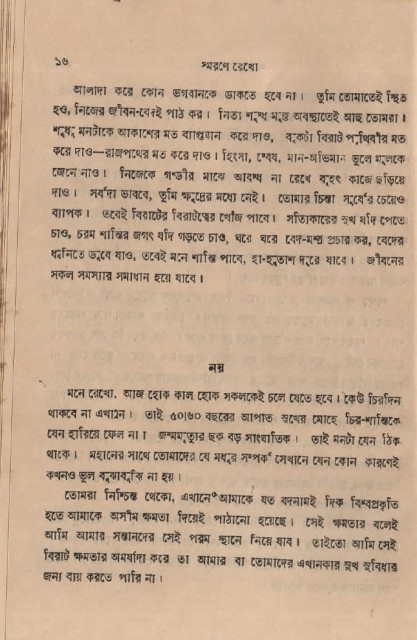 ১৬
স্মরণে রেখো
আলাদা করে কোন ভগবানকে ডাকতে হবে না। তুমি তোমাতেই স্থিত
হও, নিজের জীবন-বেদই পাঠ কর। নিত্য শুদ্ধ মুক্ত অবস্থাতেই আছ তোমরা।
শুধু মনটাকে আকাশের মত ব্যাপ্তমান করে দাও, বুকটা বিরাট পৃথিবীর মত
করে দাও—রাজপথের মত করে দাও। হিংসা, দ্বেষ, মান-অভিমান ভুলে মূলকে
জেনে নাও। নিজেকে গণ্ডীর মাঝে আবদ্ধ না রেখে বৃহৎ কাজে ছড়িয়ে
দাও। সর্বদা ভাববে, তুমি ক্ষুদ্রের মধ্যে নেই। তোমার চিন্তা সূর্যের চেয়েও
ব্যাপক। তবেই বিরাটের বিরাটত্বের খোঁজ পাবে। সত্যিকারের সুখ যদি পেতে
চাও, চরম শান্তির জগৎ যদি গড়তে চাও, ঘরে ঘরে বেদ-মন্ত্র প্রচার কর, বেদের
ধ্বনিতে ডুবে যাও, তবেই মনে শান্তি পাবে, হা-হুতাশ দূরে যাবে। জীবনের
সকল সমস্যার সমাধান হয়ে যাবে।
নয়
মনে রেখো, আজ হোক কাল হোক সকলকেই চলে যেতে হবে। কেউ চিরদিন
থাকবে না এখানে। তাই ৫০।৬০ বছরের আপাত সুখের মোহে চির-শান্তিকে
যেন হারিয়ে ফেল না। জন্মমৃত্যুর ছক বড় সাংঘাতিক। তাই মনটা যেন ঠিক
থাকে। মহানের সাথে তোমাদের যে মধুর সম্পর্ক সেখানে যেন কোন কারণেই
কখনও ভুল বুঝাবুঝি না হয়।
তোমরা নিশ্চিন্ত থেকো, এখানে আমাকে যত বদনামই দিক বিশ্বপ্রকৃতি
হতে আমাকে অসীম ক্ষমতা দিয়েই পাঠানো হয়েছে। সেই ক্ষমতার বলেই
আমি আমার সন্তানদের সেই পরম স্থানে নিয়ে যাব। তাইতো আমি সেই
বিরাট ক্ষমতার অমর্যাদা করে তা আমার বা তোমাদের এখানকার সুখ সুবিধার
জন্য ব্যয় করতে পারি না।